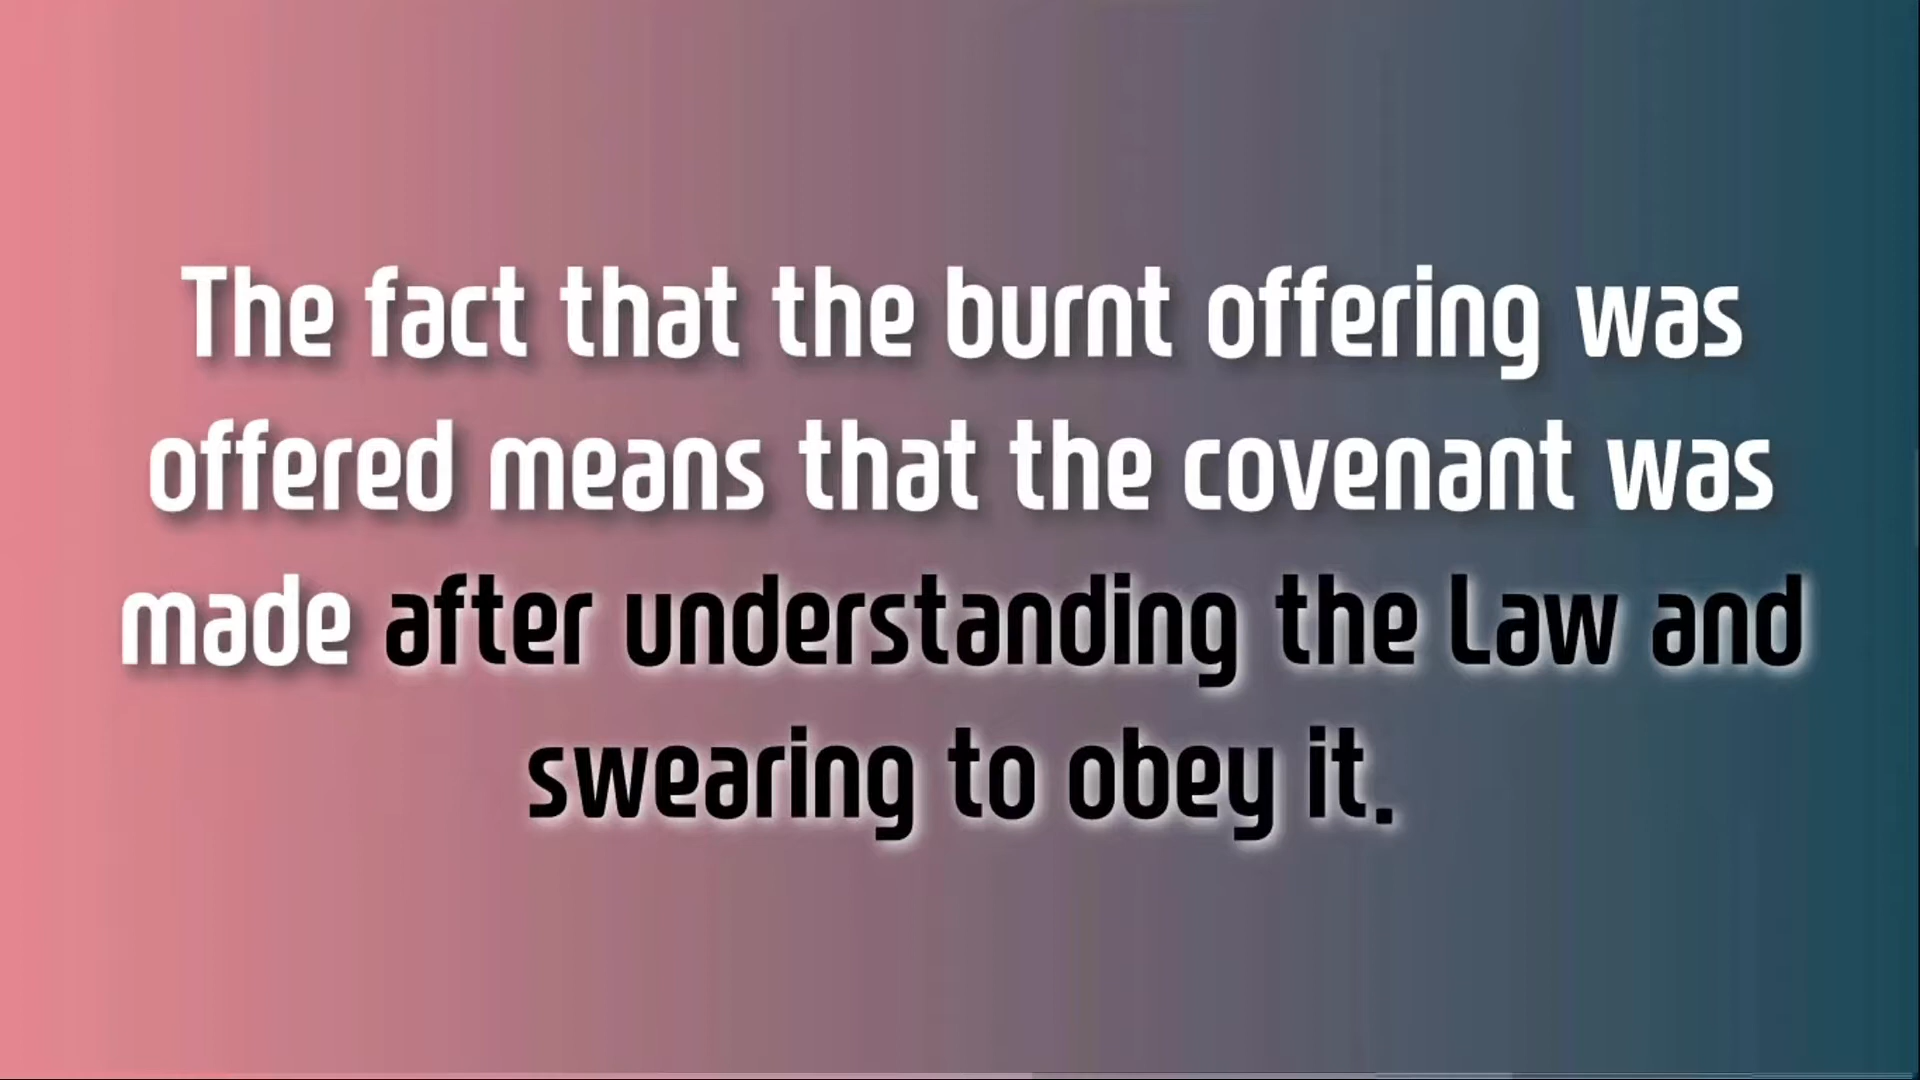 The fact that the burnt offering was
offered means that the covenant was
made after understanding the Law and
swearing to obey it.